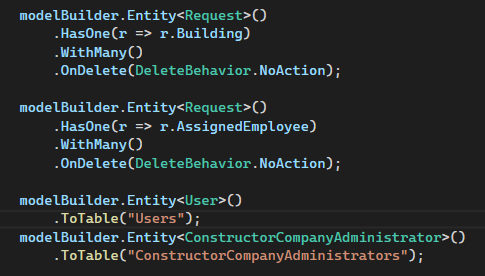 modelBuilder.Entity<Request>()
    .HasOne(r => r.Building)
    .WithMany()
    .OnDelete(DeleteBehavior.NoAction);

modelBuilder.Entity<Request>()
    .HasOne(r => r.AssignedEmployee)
    .WithMany()
    .OnDelete(DeleteBehavior.NoAction);

modelBuilder.Entity<User>()
    .ToTable("Users");
modelBuilder.Entity<ConstructorCompanyAdministrator>()
    .ToTable("ConstructorCompanyAdministrators");